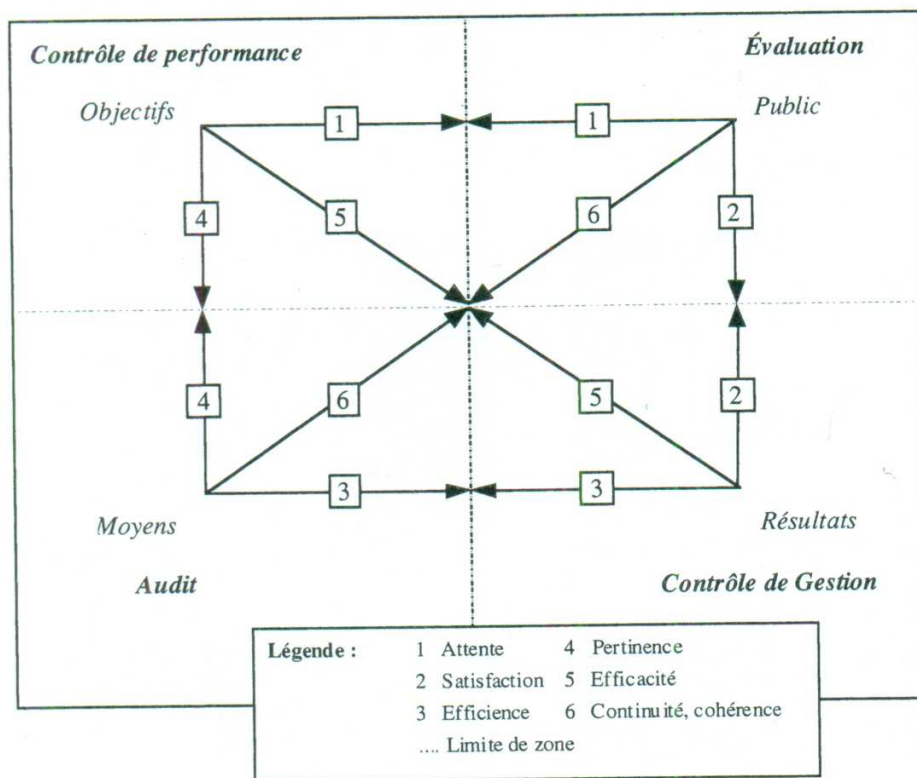 Contrôle de performance
Évaluation
Objectifs
Public
1
1
4
5
6
2
4
6
5
2
3
3
Moyens
Résultats
Audit
Contrôle de Gestion
Légende :
1 Attente
4 Pertinence
2 Satisfaction
5 Efficacité
3 Efficience
6 Continuité, cohérence
.... Limite de zone